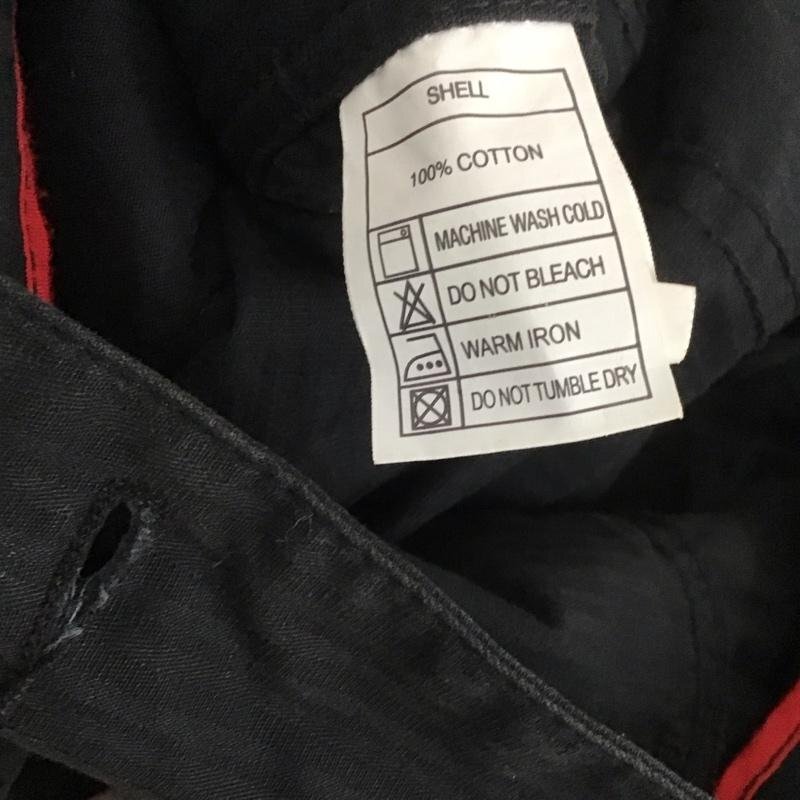 SHELL
100% COTTON
MACHINE WASH COLD
DO NOT BLEACH
WARM IRON
DO NOT TUMBLE DRY